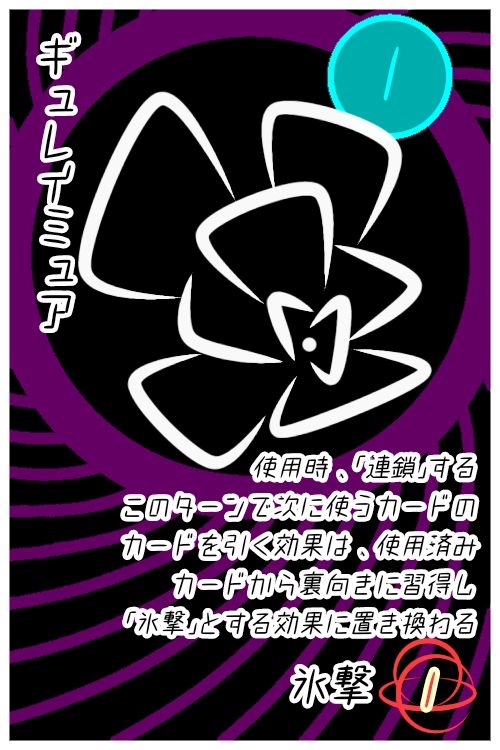 ギュレイミュア
1
使用時、「連鎖」する
このターンで次に使うカードの
カードを引く効果は、使用済み
カードから裏向きに習得し
「氷撃」とする効果に置き換わる
氷撃
1